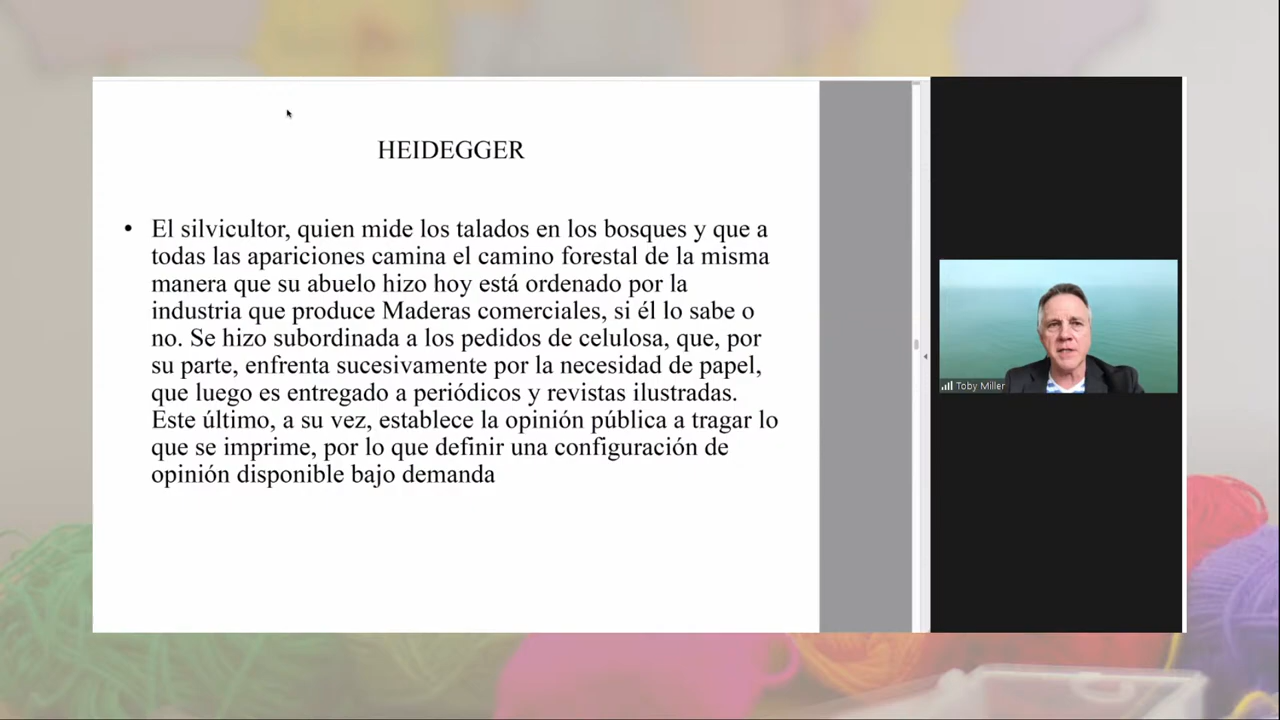 HEIDEGGER
• El silvicultor, quien mide los talados en los bosques y que a
todas las apariciones camina el camino forestal de la misma
manera que su abuelo hizo hoy está ordenado por la
industria que produce Maderas comerciales, si él lo sabe o
no. Se hizo subordinada a los pedidos de celulosa, que, por
su parte, enfrenta sucesivamente por la necesidad de papel,
que luego es entregado a periódicos y revistas ilustradas.
Este último, a su vez, establece la opinión pública a tragar lo
que se imprime, por lo que definir una configuración de
opinión disponible bajo demanda
Toby Miller